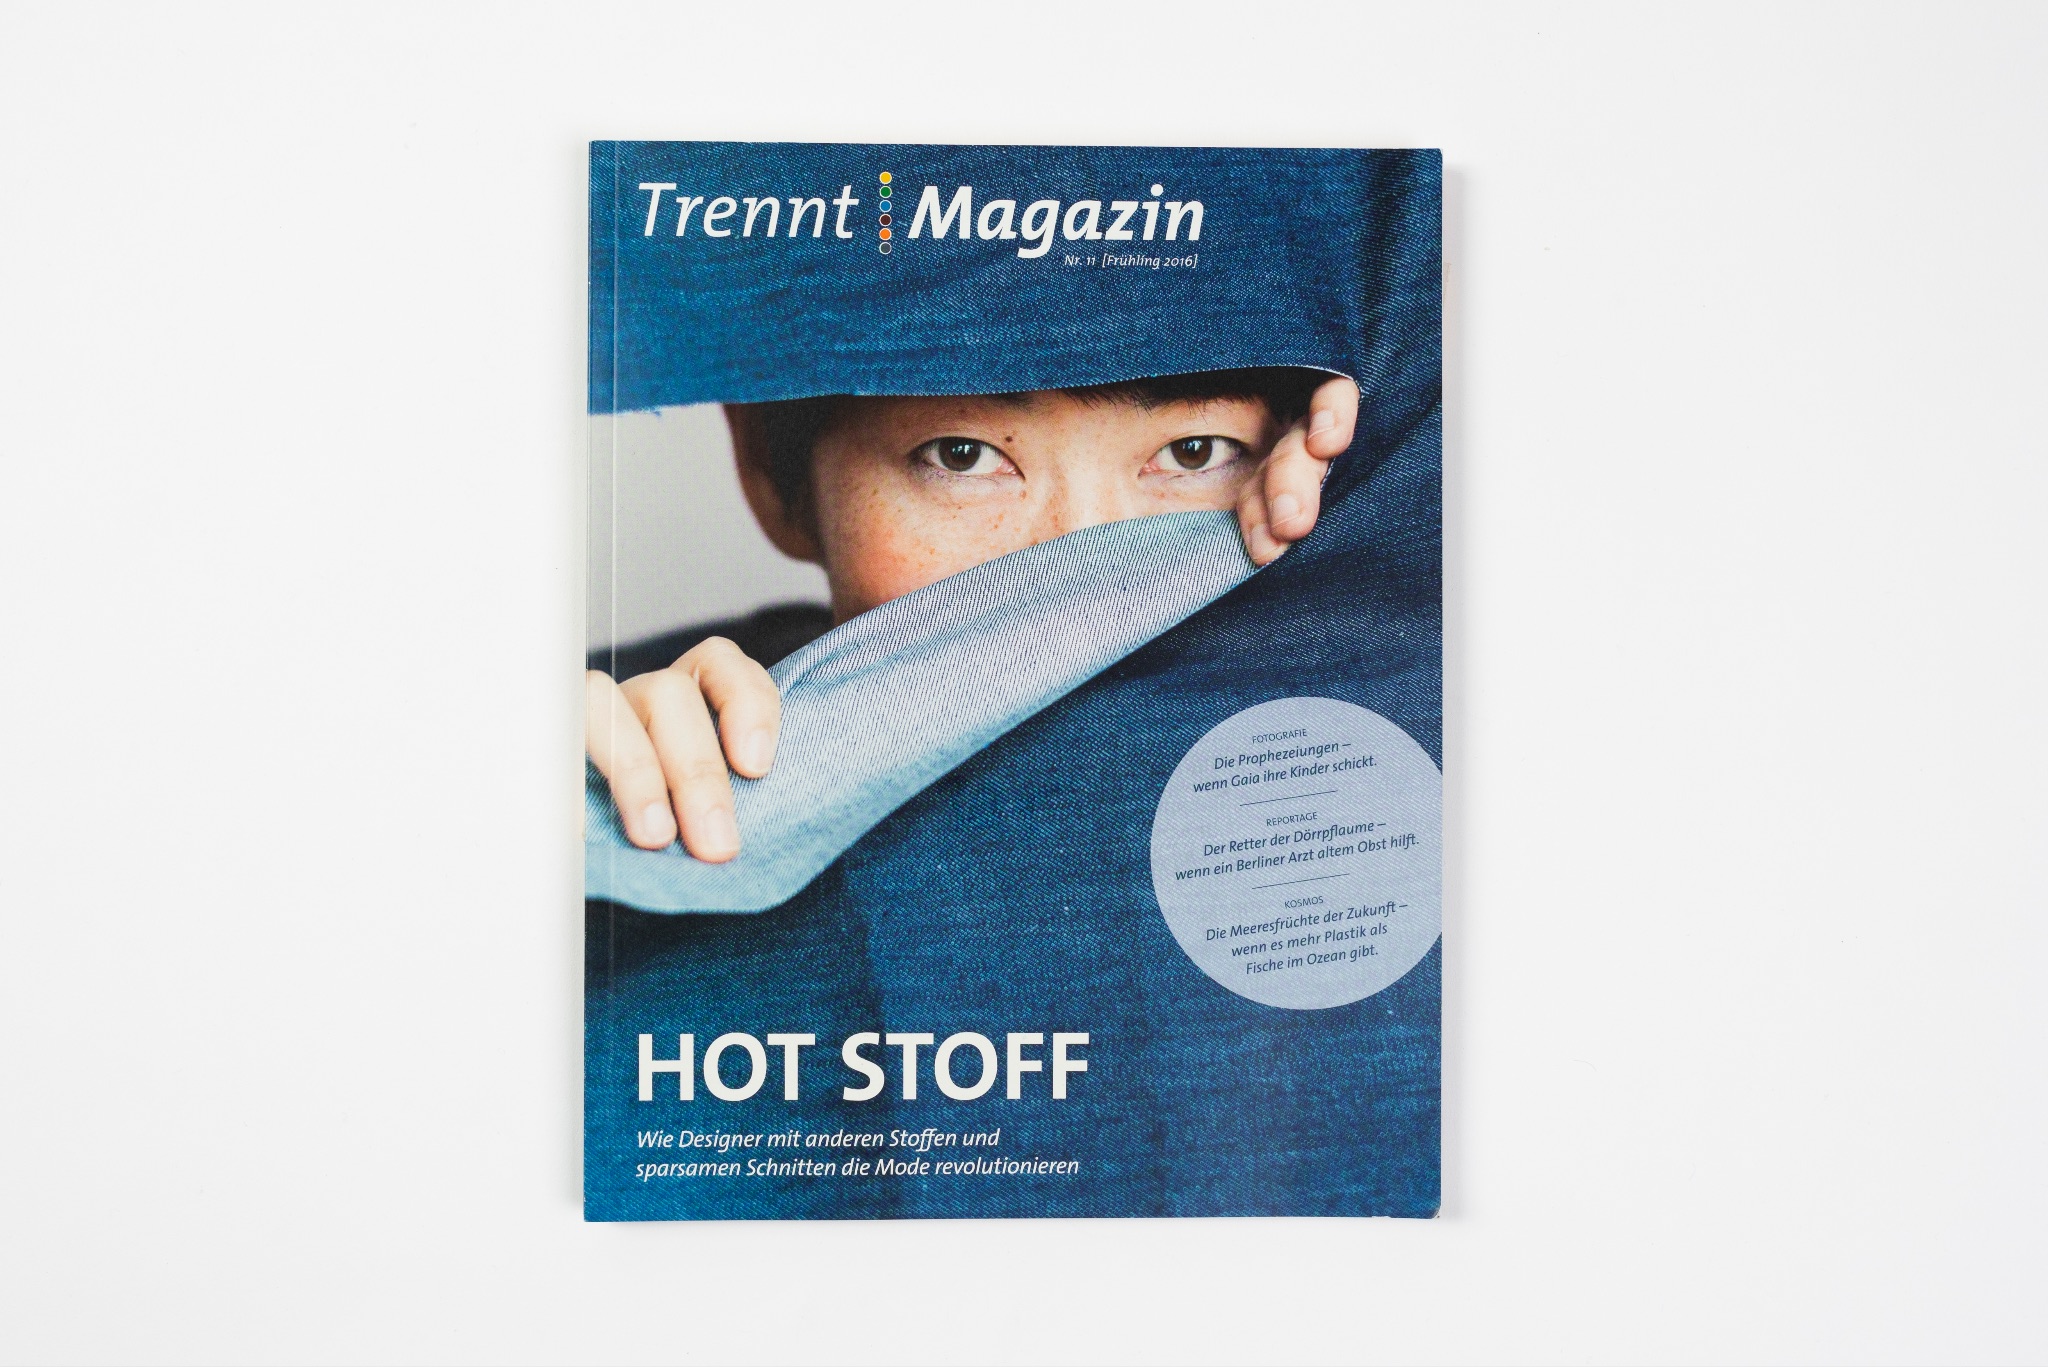 Trennt Magazin
Nr. 11 [Frühling 2016]
FOTOGRAFIE
Die Prophezeiungen –
wenn Gaia ihre Kinder schickt.
REPORTAGE
Der Retter der Dörrpflaume –
wenn ein Berliner Arzt altem Obst hilft.
KOSMOS
Die Meeresfrüchte der Zukunft –
wenn es mehr Plastik als
Fische im Ozean gibt.
HOT STOFF
Wie Designer mit anderen Stoffen und
sparsamen Schnitten die Mode revolutionieren